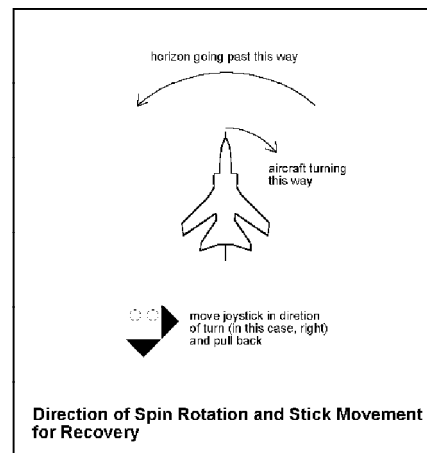 horizon going past this way
aircraft turning
this way
move joystick in diretion
of turn (in this case, right)
and pull back
Direction of Spin Rotation and Stick Movement
for Recovery